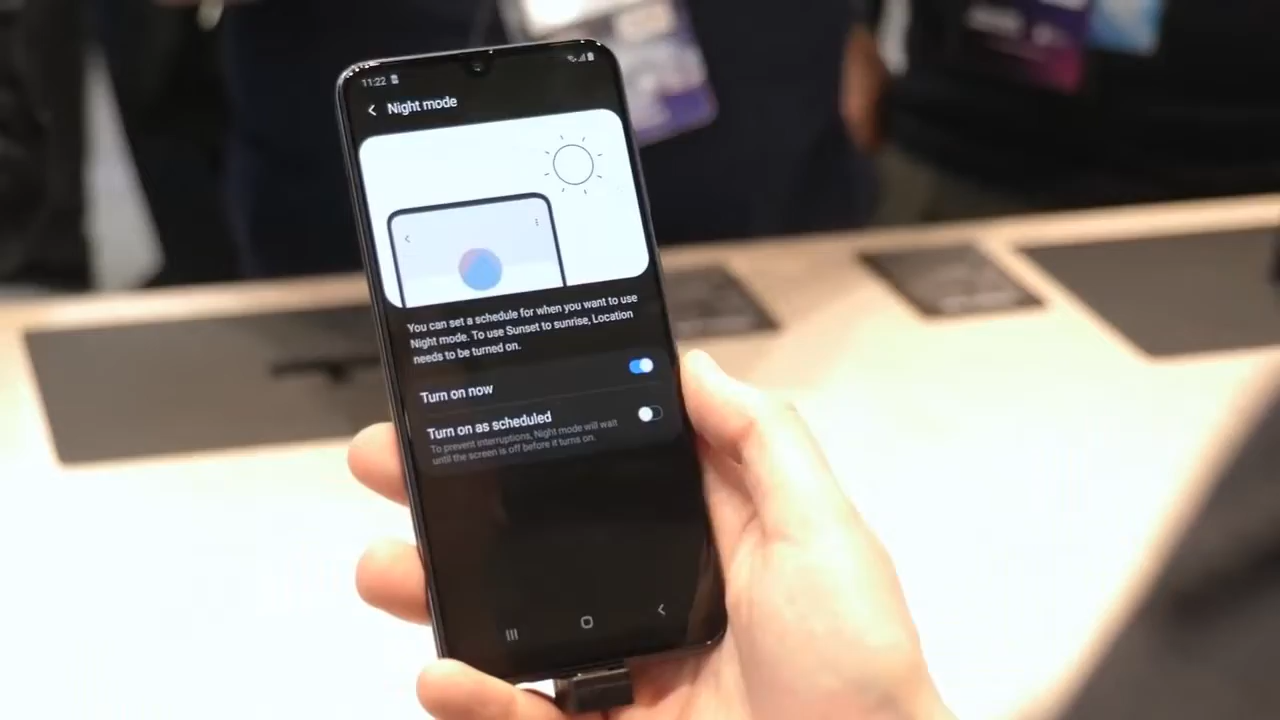 11:22
Night mode
You can set a schedule for when you want to use
Night mode. To use Sunset to sunrise, Location
needs to be turned on.
Turn on now
Turn on as scheduled
To prevent interruptions, Night mode will wait
until the screen is off before it turns on.